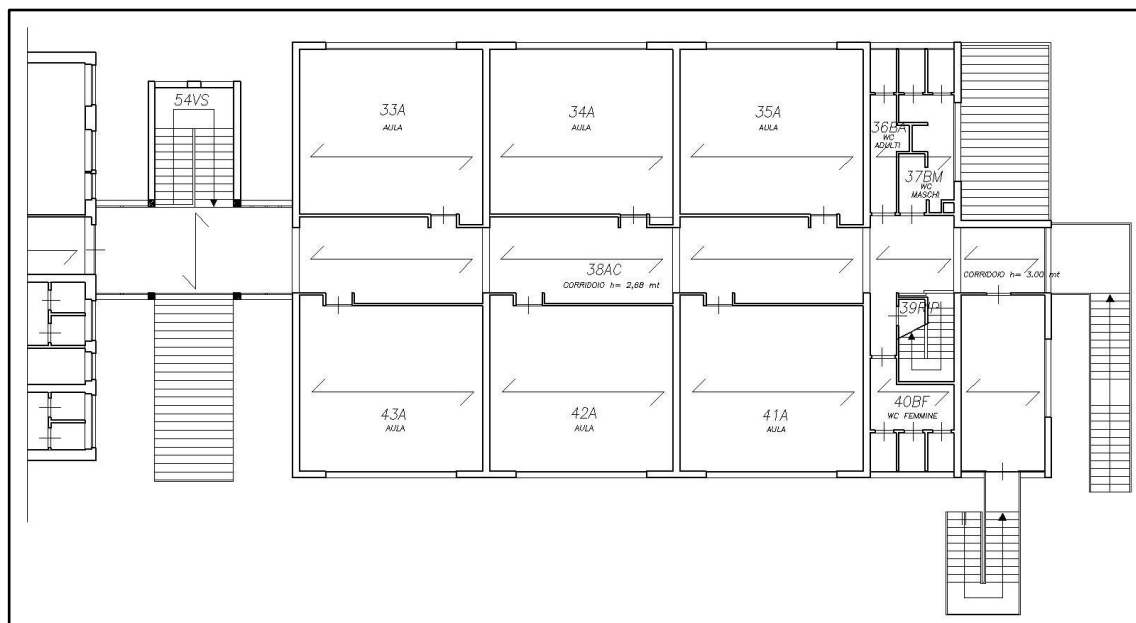 54VS
33A
AULA
34A
AULA
35A
AULA
36BA
WC
ADULTI
37BM
WC
MASCHI
38AC
CORRIDOIO h= 2,68 mt
CORRIDOIO h= 3.00 mt
39RIP
43A
AULA
42A
AULA
41A
AULA
40BF
WC FEMMINE